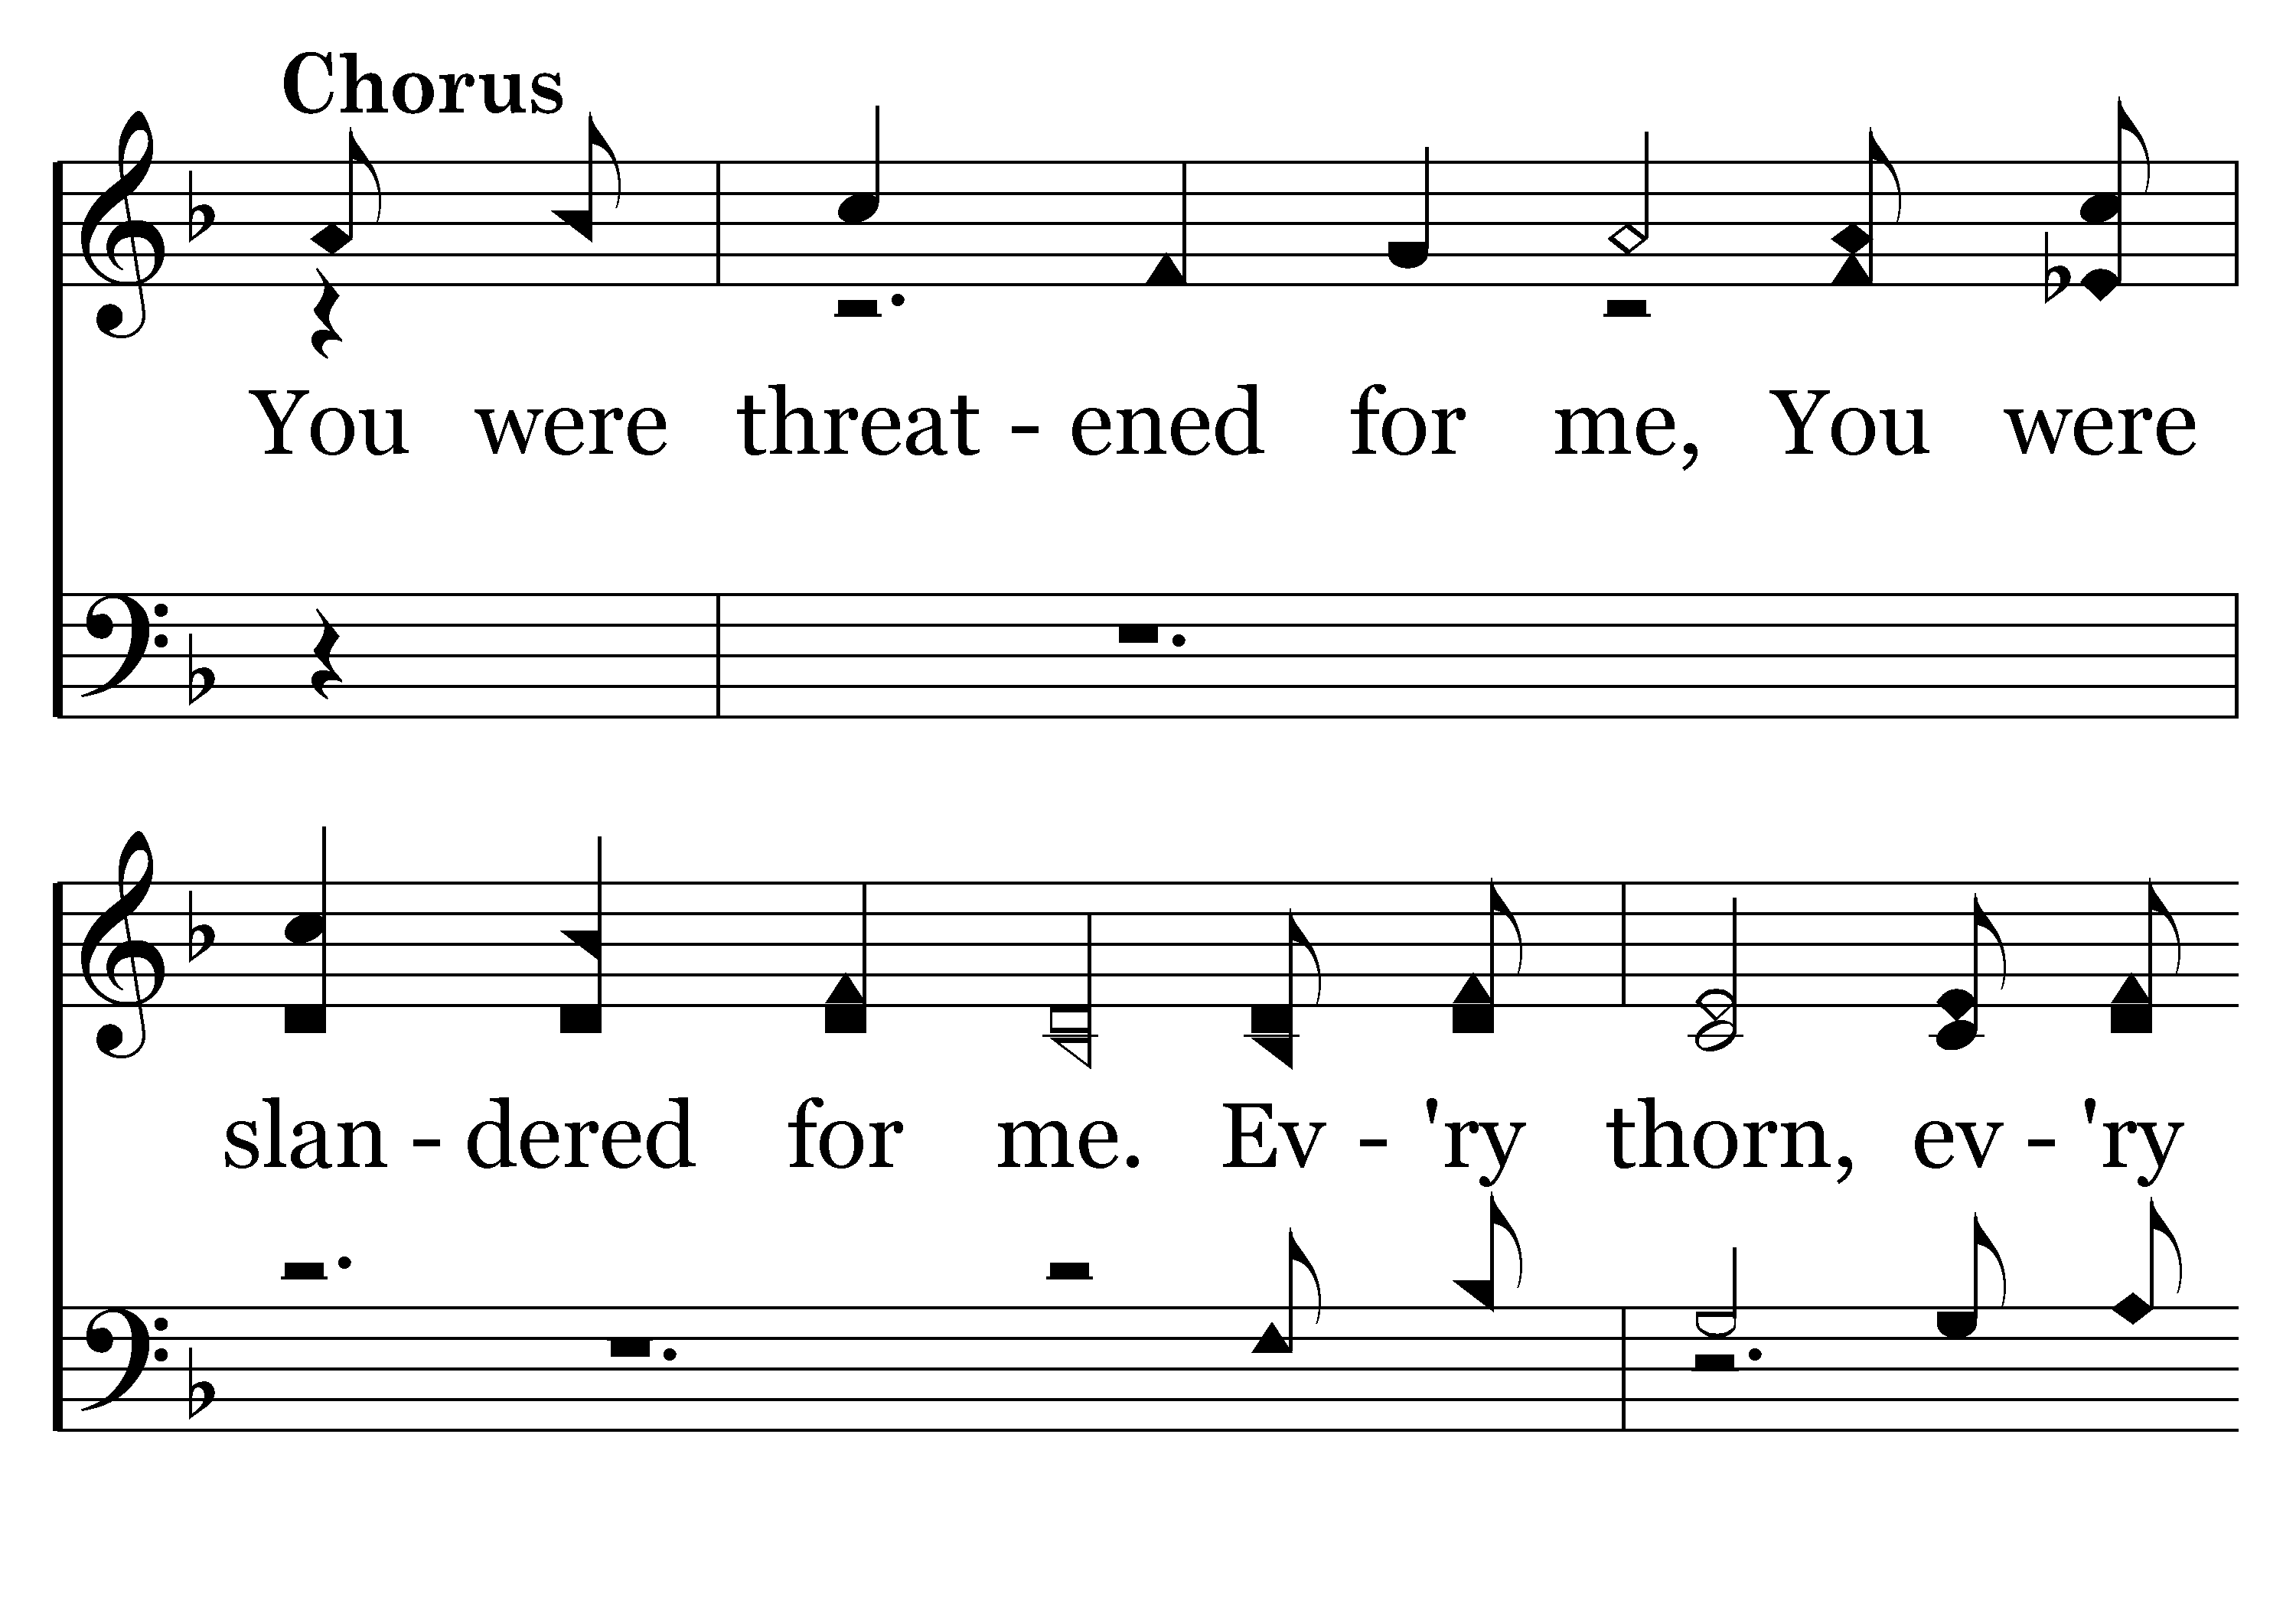 Chorus
You were threat - ened for me, You were
slan - dered for me. Ev - 'ry thorn, ev - 'ry